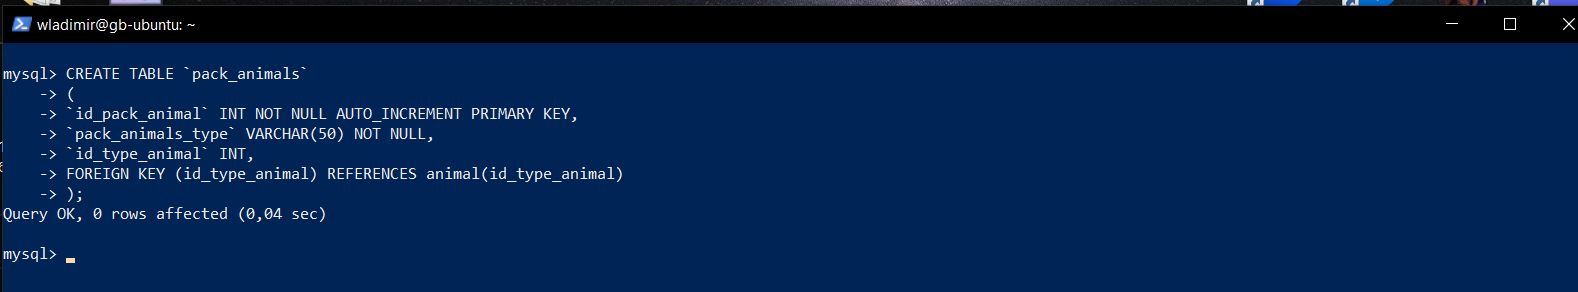 wladimir@gb-ubuntu: ~
mysql> CREATE TABLE `pack_animals`
    -> (
    -> `id_pack_animal` INT NOT NULL AUTO_INCREMENT PRIMARY KEY,
    -> `pack_animals_type` VARCHAR(50) NOT NULL,
    -> `id_type_animal` INT,
    -> FOREIGN KEY (id_type_animal) REFERENCES animal(id_type_animal)
    -> );
Query OK, 0 rows affected (0,04 sec)
mysql>